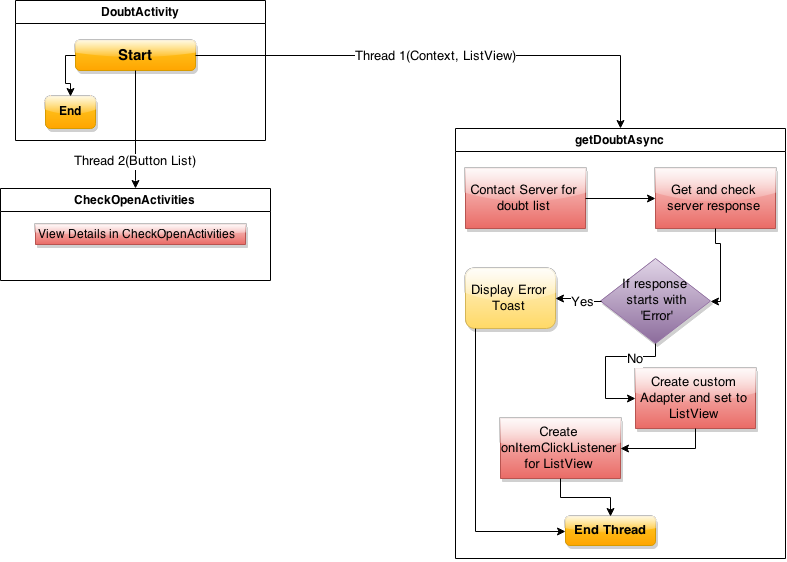 DoubtActivity
Start
End
Thread 1(Context, ListView)
Thread 2(Button List)
CheckOpenActivities
View Details in CheckOpenActivities
getDoubtAsync
Contact Server for
doubt list
Get and check
server response
If response
starts with
'Error'
Yes
Display Error
Toast
No
Create custom
Adapter and set to
ListView
Create
onItemClickListener
for ListView
End Thread